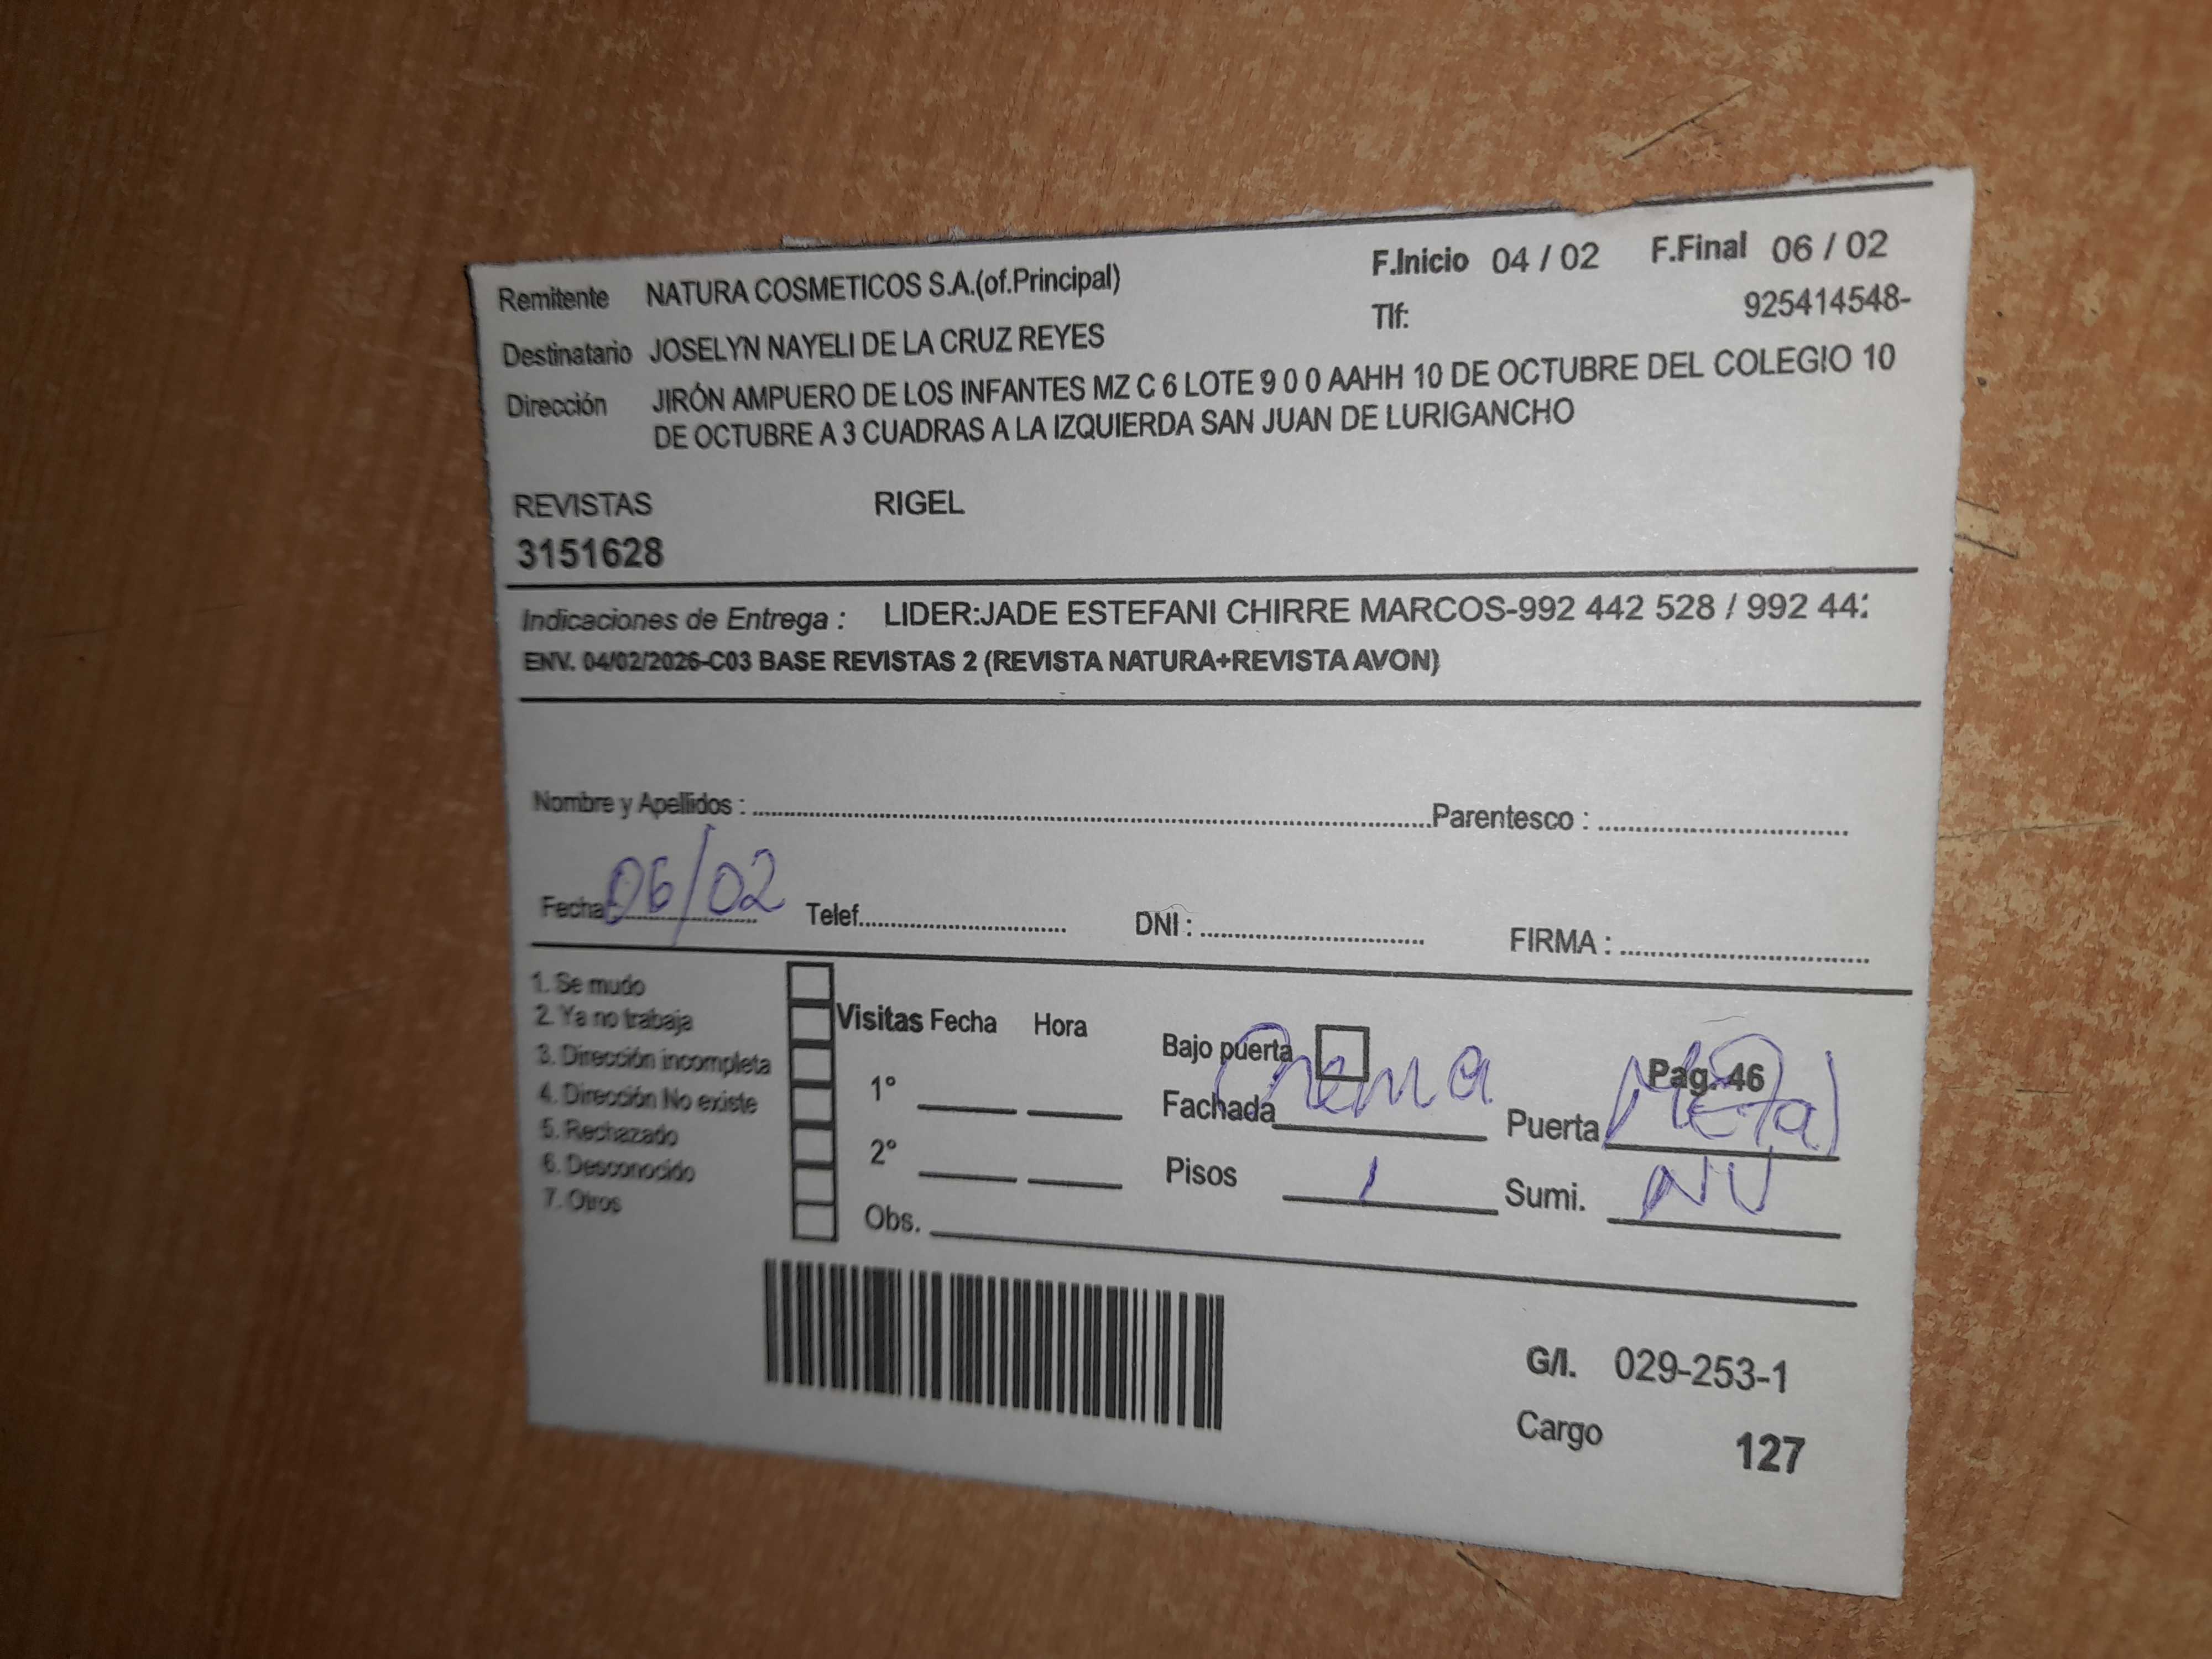 Remitente NATURA COSMETICOS S.A.(of.Principal) F.Inicio 04 / 02 F.Final 06 / 02
Tlf: 925414548-
Destinatario JOSELYN NAYELI DE LA CRUZ REYES
Dirección JIRÓN AMPUERO DE LOS INFANTES MZ C 6 LOTE 9 0 0 AAHH 10 DE OCTUBRE DEL COLEGIO 10
DE OCTUBRE A 3 CUADRAS A LA IZQUIERDA SAN JUAN DE LURIGANCHO
REVISTAS RIGEL
3151628
Indicaciones de Entrega : LIDER:JADE ESTEFANI CHIRRE MARCOS-992 442 528 / 992 44
ENV. 04/02/2026-C03 BASE REVISTAS 2 (REVISTA NATURA+REVISTA AVON)
Nombre y Apellidos : Parentesco :
Fecha: 06/02 Telef. DNI : FIRMA :
1. Se mudo
2. Ya no trabaja
3. Dirección incompleta
4. Dirección No existe
5. Rechazado
6. Desconocido
7. Otros
Visitas Fecha Hora
1°
2°
Obs.
Bajo puerta Pag. 46
Fachada Crema Puerta Metal
Pisos 1 Sumi. NV
G/I. 029-253-1
Cargo 127